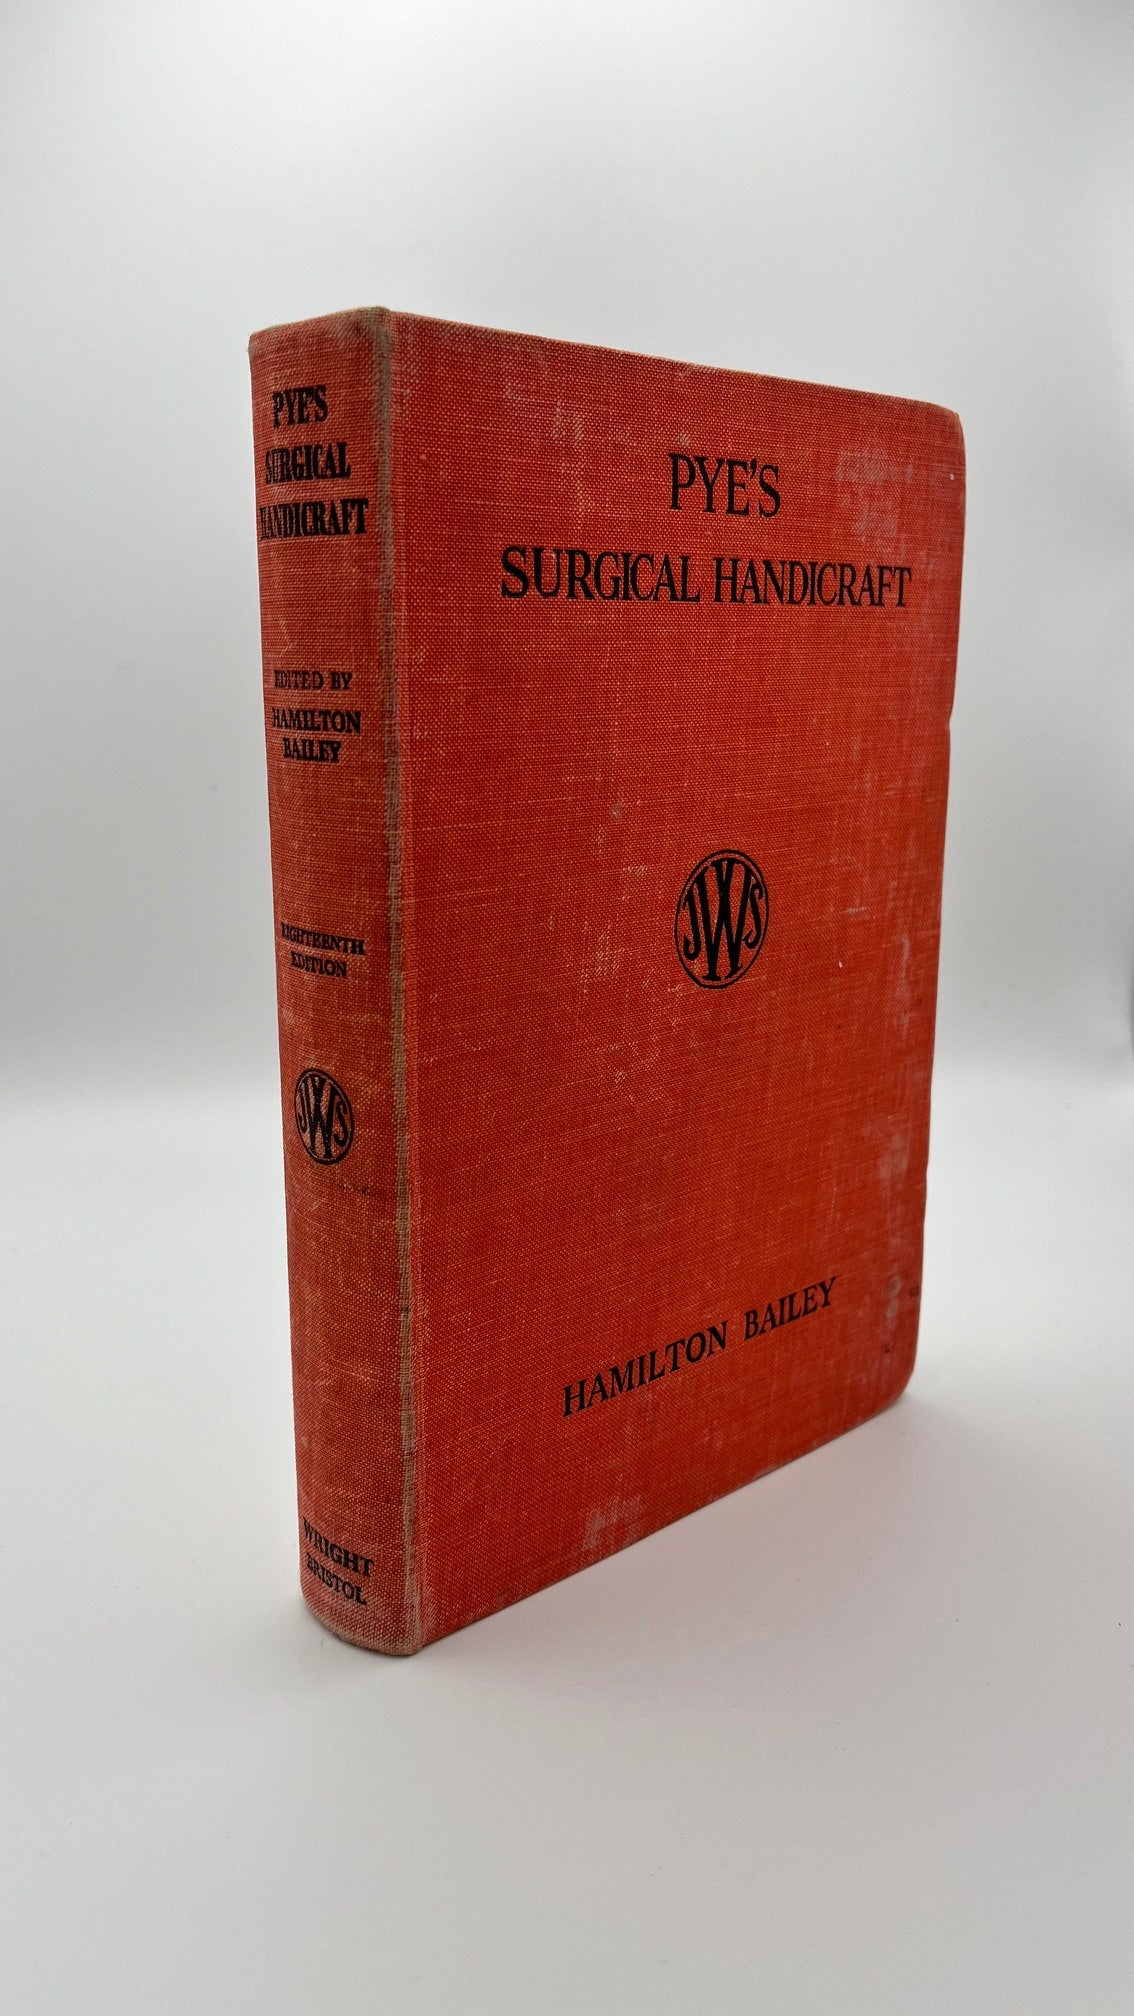 PYE'S
SURGICAL
HANDICRAFT
EDITED BY
HAMILTON
BAILEY
EIGHTEENTH
EDITION
JWS
WRIGHT
BRISTOL
PYE'S
SURGICAL HANDICRAFT
JWS
HAMILTON BAILEY